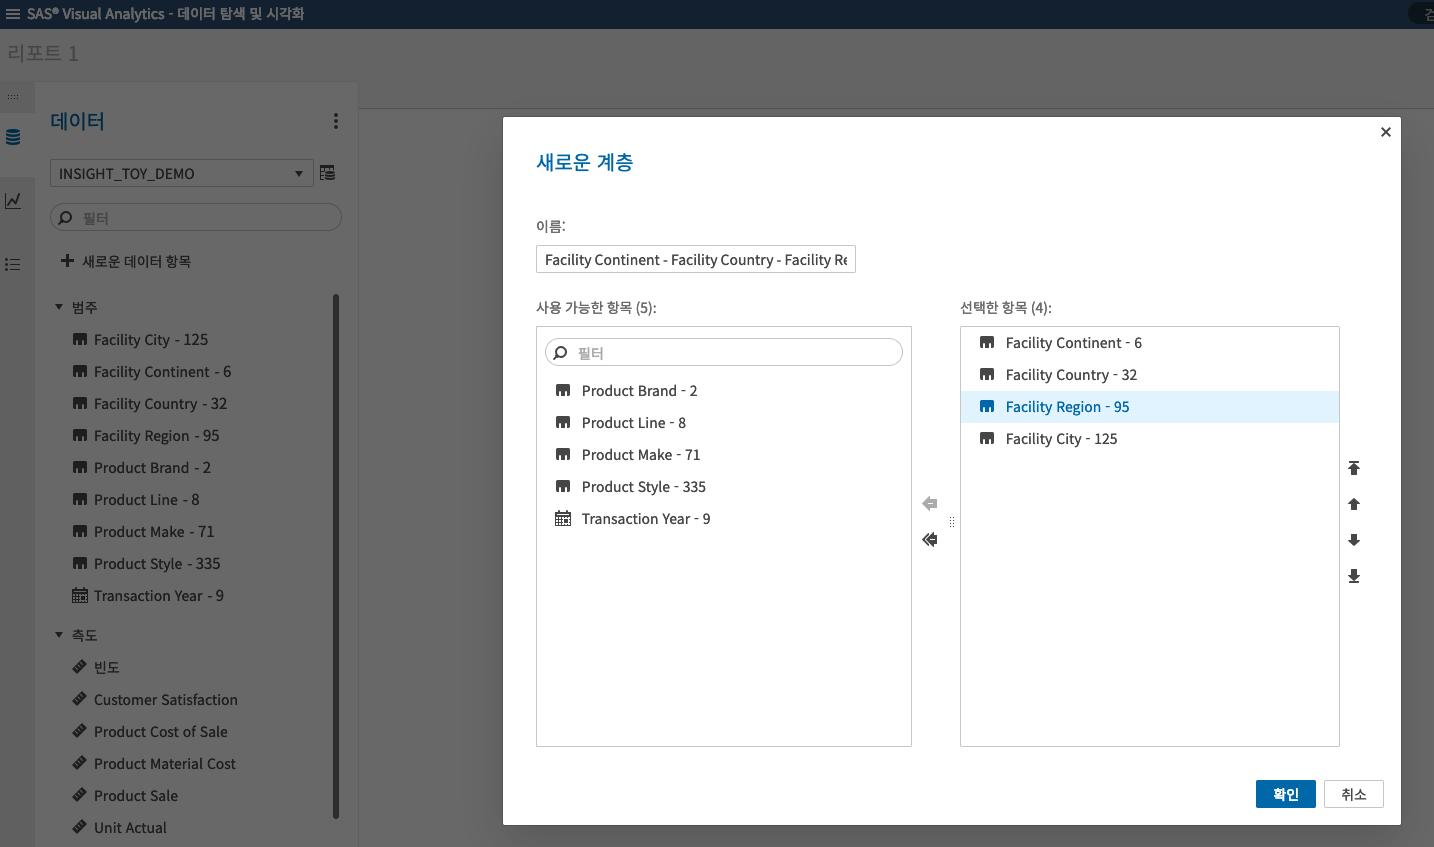 SAS® Visual Analytics - 데이터 탐색 및 시각화
검
리포트 1
데이터
INSIGHT_TOY_DEMO
필터
새로운 데이터 항목
범주
Facility City - 125
Facility Continent - 6
Facility Country - 32
Facility Region - 95
Product Brand - 2
Product Line - 8
Product Make - 71
Product Style - 335
Transaction Year - 9
측도
빈도
Customer Satisfaction
Product Cost of Sale
Product Material Cost
Product Sale
Unit Actual
새로운 계층
이름:
Facility Continent - Facility Country - Facility Re
사용 가능한 항목 (5):
필터
Product Brand - 2
Product Line - 8
Product Make - 71
Product Style - 335
Transaction Year - 9
선택한 항목 (4):
Facility Continent - 6
Facility Country - 32
Facility Region - 95
Facility City - 125
확인
취소